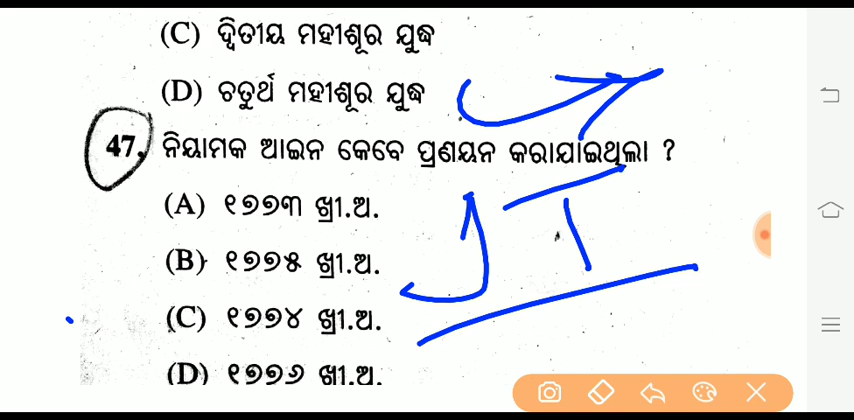 (C) ଦ୍ୱିତୀୟ ମହୀଶୂର ଯୁଦ୍ଧ
(D) ଚତୁର୍ଥ ମହୀଶୂର ଯୁଦ୍ଧ
47. ନିୟାମକ ଆଇନ କେବେ ପ୍ରଣୟନ କରାଯାଇଥିଲା ?
(A) ୧୭୭୩ ଖ୍ରୀ.ଅ.
(B) ୧୭୭୫ ଖ୍ରୀ.ଅ.
(C) ୧୭୭୪ ଖ୍ରୀ.ଅ.
(D) ୧୭୭୬ ଖ୍ରୀ.ଅ.